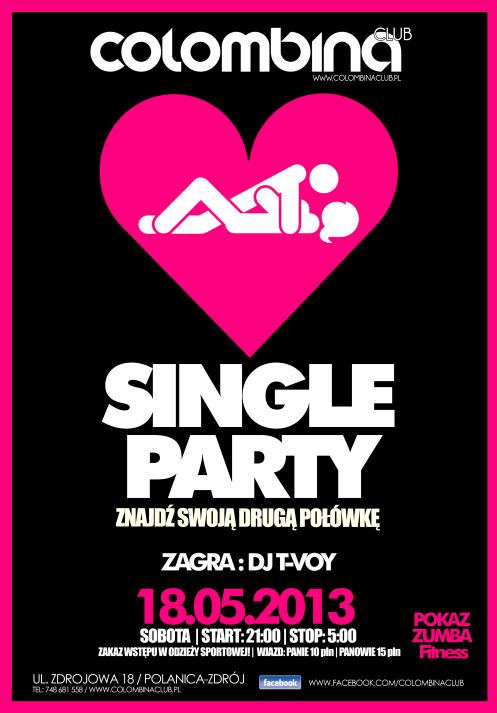 colombina CLUB
WWW.COLOMBINACLUB.PL
SINGLE
PARTY
ZNAJDŹ SWOJĄ DRUGĄ POŁÓWKĘ
ZAGRA : DJ T-VOY
18.05.2013
SOBOTA | START: 21:00 | STOP: 5:00
ZAKAZ WSTĘPU W ODZIEŻY SPORTOWEJ! | WJAZD: PANIE 10 pln | PANOWIE 15 pln
POKAZ
ZUMBA
Fitness
UL. ZDROJOWA 18 / POLANICA-ZDRÓJ
TEL: 748 681 558 / WWW.COLOMBINACLUB.PL
facebook
WWW.FACEBOOK.COM/COLOMBINACLUB